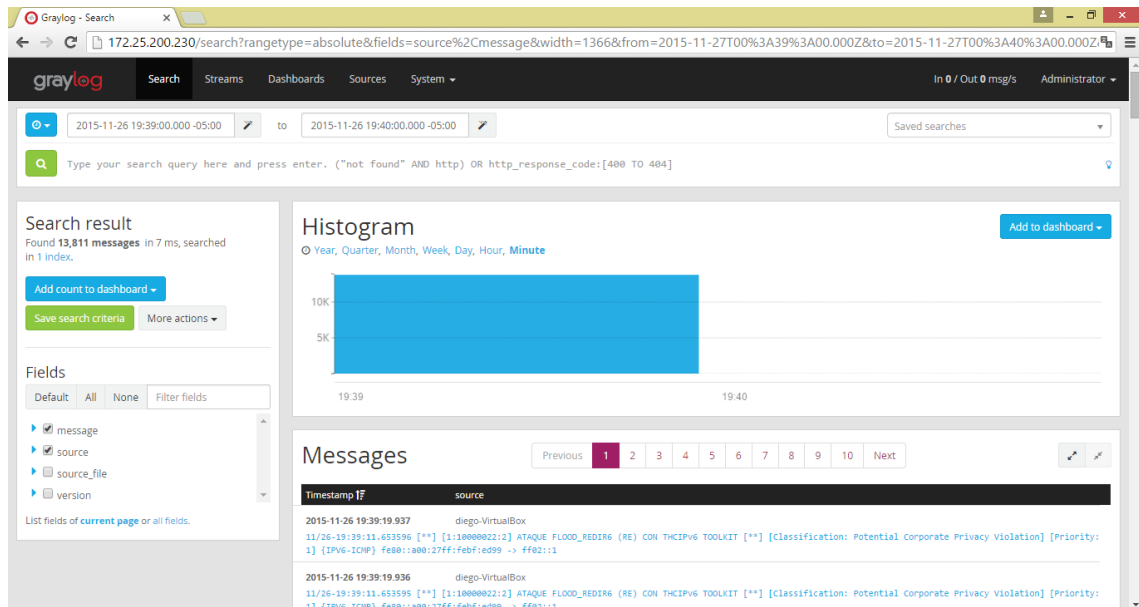 Graylog - Search
172.25.200.230/search?rangetype=absolute&fields=source%2Cmessage&width=1366&from=2015-11-27T00%3A39%3A00.000Z&to=2015-11-27T00%3A40%3A00.000Z
graylog Search Streams Dashboards Sources System In 0 / Out 0 msg/s Administrator
2015-11-26 19:39:00.000 -05:00 to 2015-11-26 19:40:00.000 -05:00 Saved searches
Type your search query here and press enter. ("not found" AND http) OR http_response_code:[400 TO 404]
Search result
Found 13,811 messages in 7 ms, searched
in 1 index.
Add count to dashboard
Save search criteria More actions
Fields
Default All None Filter fields
message
source
source_file
version
List fields of current page or all fields.
Histogram
Add to dashboard
Year, Quarter, Month, Week, Day, Hour, Minute
10K
5K
19:39 19:40
Messages
Previous 1 2 3 4 5 6 7 8 9 10 Next
Timestamp source
2015-11-26 19:39:19.937 diego-VirtualBox
11/26-19:39:11.653596 [**] [1:10000022:2] ATAQUE FLOOD_REDIR6 (RE) CON THCIPv6 TOOLKIT [**] [Classification: Potential Corporate Privacy Violation] [Priority:
1] {IPV6-ICMP} fe80::a00:27ff:febf:ed99 -> ff02::1
2015-11-26 19:39:19.936 diego-VirtualBox
11/26-19:39:11.653595 [**] [1:10000022:2] ATAQUE FLOOD_REDIR6 (RE) CON THCIPv6 TOOLKIT [**] [Classification: Potential Corporate Privacy Violation] [Priority:
1] {IPV6-ICMP} fe80::a00:27ff:febf:ed99 -> ff02::1